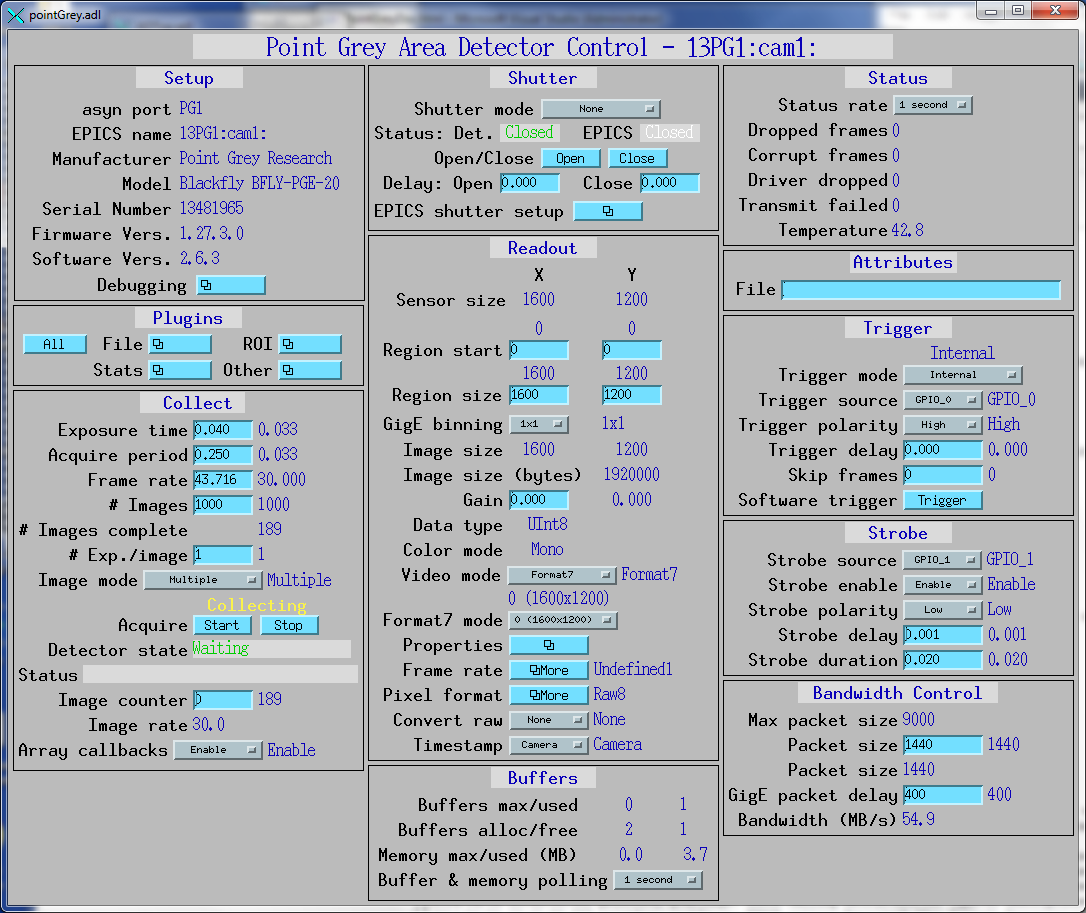 pointGrey.adl
Point Grey Area Detector Control - 13PG1:cam1:
Setup
asyn port PG1
EPICS name 13PG1:cam1:
Manufacturer Point Grey Research
Model Blackfly BFLY-PGE-20
Serial Number 13481965
Firmware Vers. 1.27.3.0
Software Vers. 2.6.3
Debugging
Plugins
All File ROI
Stats Other
Collect
Exposure time 0.040 0.033
Acquire period 0.250 0.033
Frame rate 43.716 30.000
# Images 1000 1000
# Images complete 189
# Exp./image 1 1
Image mode Multiple Multiple
Collecting
Acquire Start Stop
Detector state Waiting
Status
Image counter 0 189
Image rate 30.0
Array callbacks Enable Enable
Shutter
Shutter mode None
Status: Det. Closed EPICS Closed
Open/Close Open Close
Delay: Open 0.000 Close 0.000
EPICS shutter setup
Readout
X Y
Sensor size 1600 1200
0 0
Region start 0 0
1600 1200
Region size 1600 1200
GigE binning 1x1 1x1
Image size 1600 1200
Image size (bytes) 1920000
Gain 0.000 0.000
Data type UInt8
Color mode Mono
Video mode Format7 Format7
0 (1600x1200)
Format7 mode 0 (1600x1200)
Properties
Frame rate More Undefined1
Pixel format More Raw8
Convert raw None None
Timestamp Camera Camera
Buffers
Buffers max/used 0 1
Buffers alloc/free 2 1
Memory max/used (MB) 0.0 3.7
Buffer & memory polling 1 second
Status
Status rate 1 second
Dropped frames 0
Corrupt frames 0
Driver dropped 0
Transmit failed 0
Temperature 42.8
Attributes
File
Trigger
Internal
Trigger mode Internal
Trigger source GPIO_0 GPIO_0
Trigger polarity High High
Trigger delay 0.000 0.000
Skip frames 0 0
Software trigger Trigger
Strobe
Strobe source GPIO_1 GPIO_1
Strobe enable Enable Enable
Strobe polarity Low Low
Strobe delay 0.001 0.001
Strobe duration 0.020 0.020
Bandwidth Control
Max packet size 9000
Packet size 1440 1440
Packet size 1440
GigE packet delay 400 400
Bandwidth (MB/s) 54.9